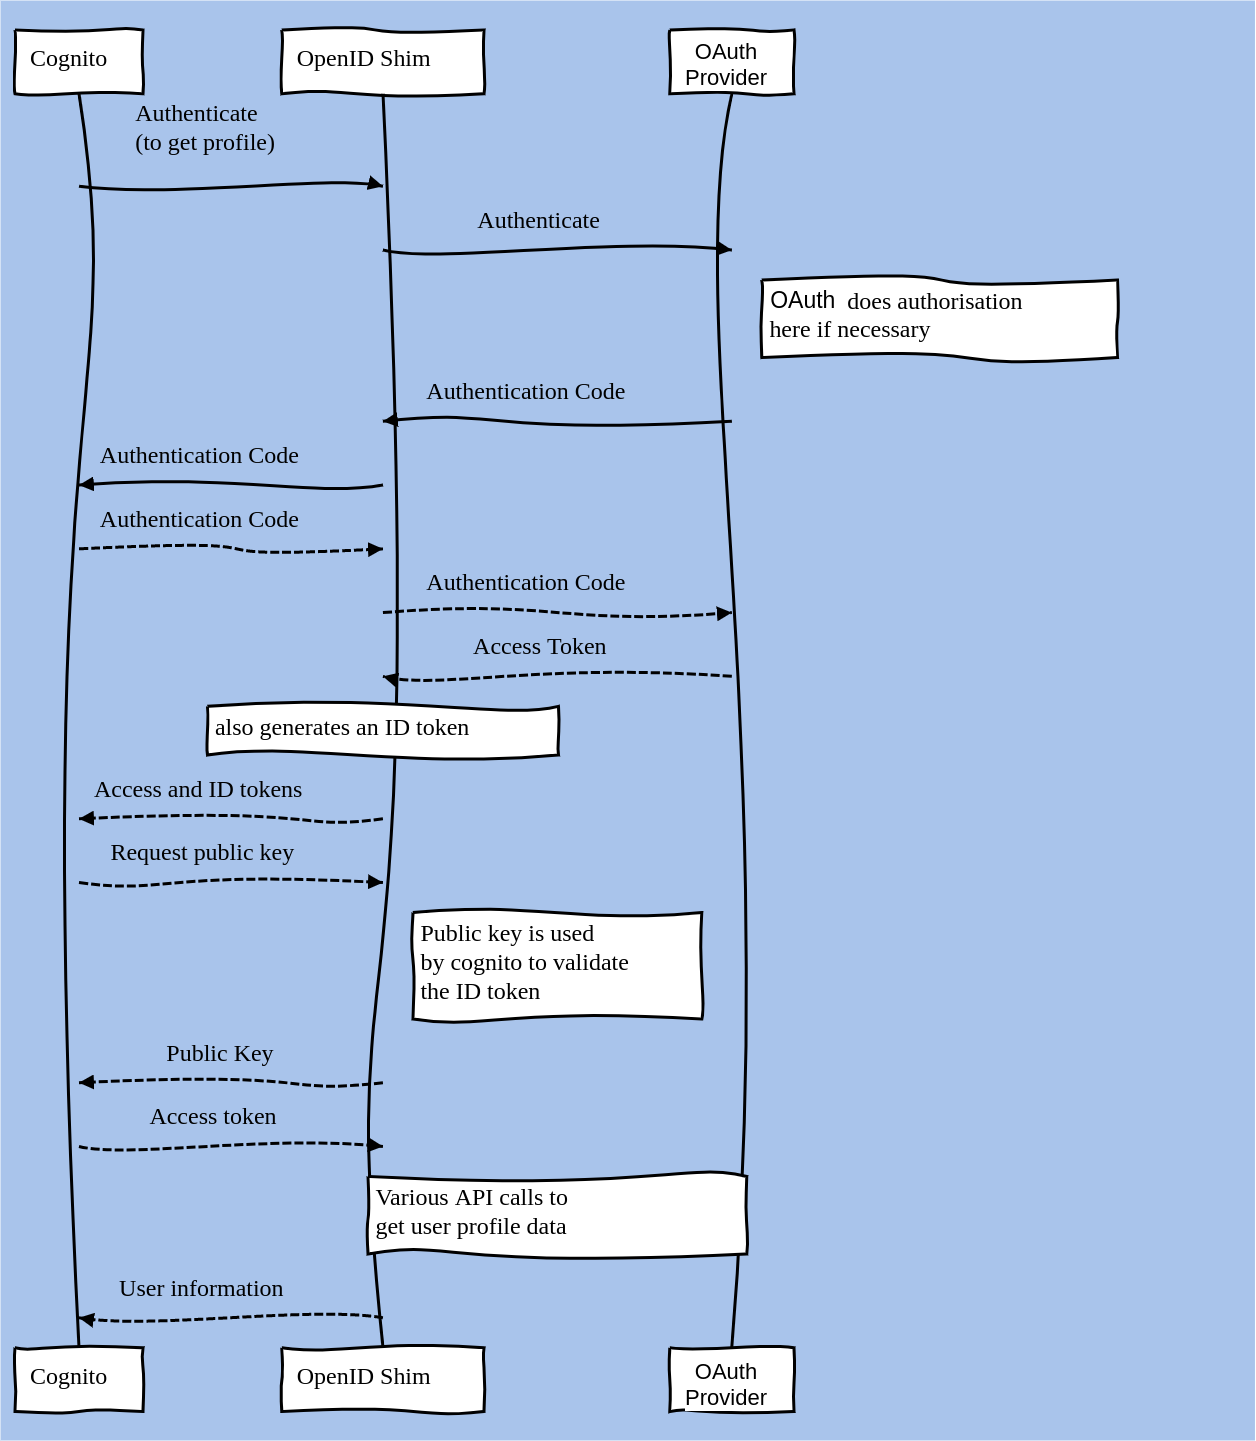 Cognito
OpenID Shim
OAuth
Provider
Authenticate
(to get profile)
Authenticate
OAuth does authorisation
here if necessary
Authentication Code
Authentication Code
Authentication Code
Authentication Code
Access Token
also generates an ID token
Access and ID tokens
Request public key
Public key is used
by cognito to validate
the ID token
Public Key
Access token
Various API calls to
get user profile data
User information
Cognito
OpenID Shim
OAuth
Provider